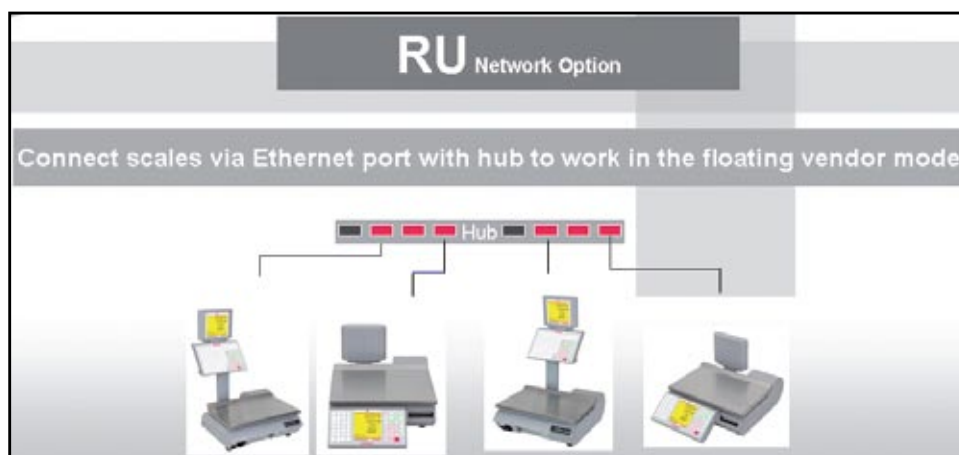 RU Network Option
Connect scales via Ethernet port with hub to work in the floating vendor mode
Hub